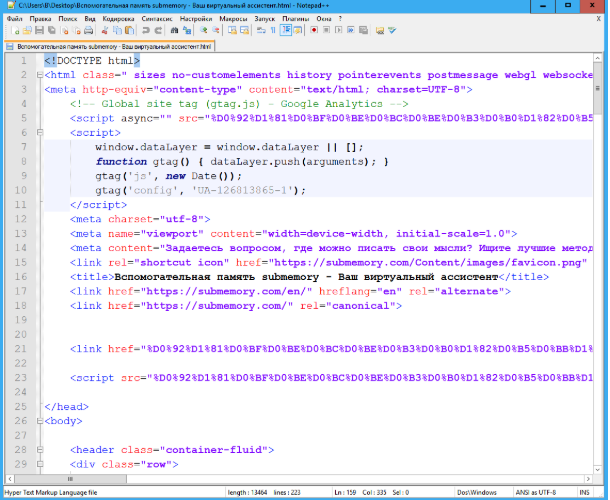 C:\Users\B\Desktop\Вспомогательная память submemory - Ваш виртуальный ассистент.html - Notepad++
Файл Правка Поиск Вид Кодировка Синтаксис Настройки Макросы Запуск Плагины Окна ?
Вспомогательная память submemory - Ваш виртуальный ассистент.html
1 <!DOCTYPE html>
2 <html class=" sizes no-customelements history pointerevents postmessage webgl websocke
3 <meta http-equiv="content-type" content="text/html; charset=UTF-8">
4 <!-- Global site tag (gtag.js) - Google Analytics -->
5 <script async="" src="%D0%92%D1%81%D0%BF%D0%BE%D0%BC%D0%BE%D0%B3%D0%B0%D1%82%D0%B5
6 <script>
7 window.dataLayer = window.dataLayer || [];
8 function gtag() { dataLayer.push(arguments); }
9 gtag('js', new Date());
10 gtag('config', 'UA-126813865-1');
11 </script>
12 <meta charset="utf-8">
13 <meta name="viewport" content="width=device-width, initial-scale=1.0">
14 <meta content="Задаетесь вопросом, где можно писать свои мысли? Ищите лучшие метод
15 <link rel="shortcut icon" href="https://submemory.com/Content/images/favicon.png"
16 <title>Вспомогательная память submemory - Ваш виртуальный ассистент</title>
17 <link href="https://submemory.com/en/" hreflang="en" rel="alternate">
18 <link href="https://submemory.com/" rel="canonical">
19
20
21 <link href="%D0%92%D1%81%D0%BF%D0%BE%D0%BC%D0%BE%D0%B3%D0%B0%D1%82%D0%B5%D0%BB%D1%
22
23 <script src="%D0%92%D1%81%D0%BF%D0%BE%D0%BC%D0%BE%D0%B3%D0%B0%D1%82%D0%B5%D0%BB%D1
24
25 </head>
26 <body>
27
28 <header class="container-fluid">
29 <div class="row">
Hyper Text Markup Language file length : 13464 lines : 223 Ln : 159 Col : 335 Sel : 0 Dos\Windows ANSI as UTF-8 INS